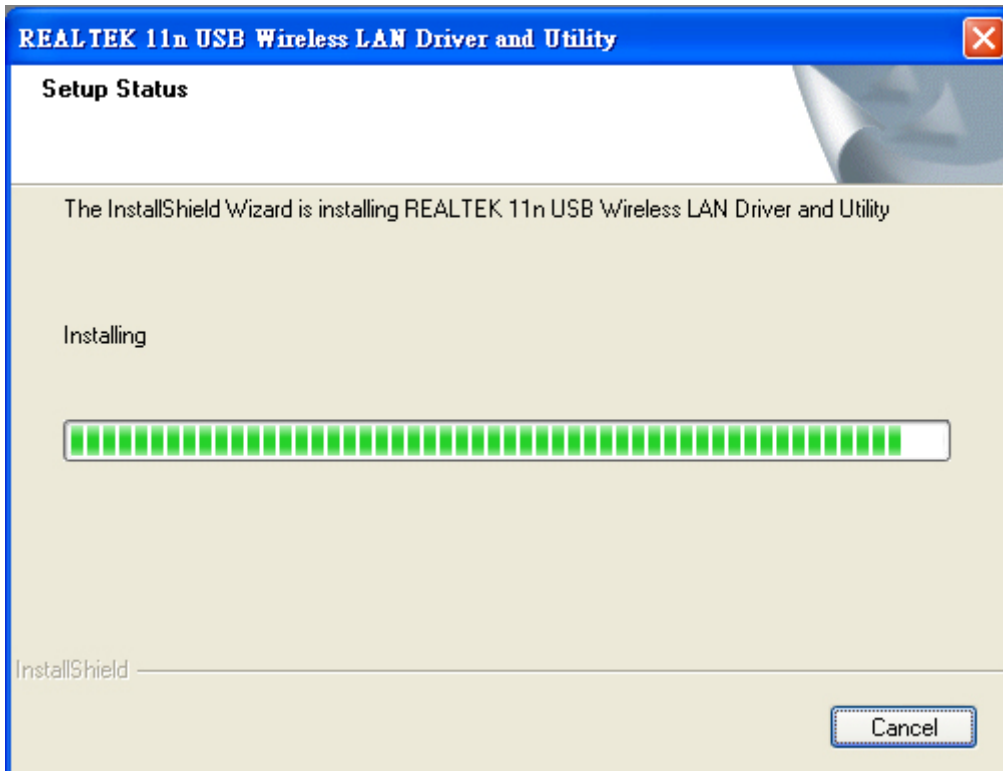 REALTEK 11n USB Wireless LAN Driver and Utility
Setup Status
The InstallShield Wizard is installing REALTEK 11n USB Wireless LAN Driver and Utility
Installing
InstallShield
Cancel